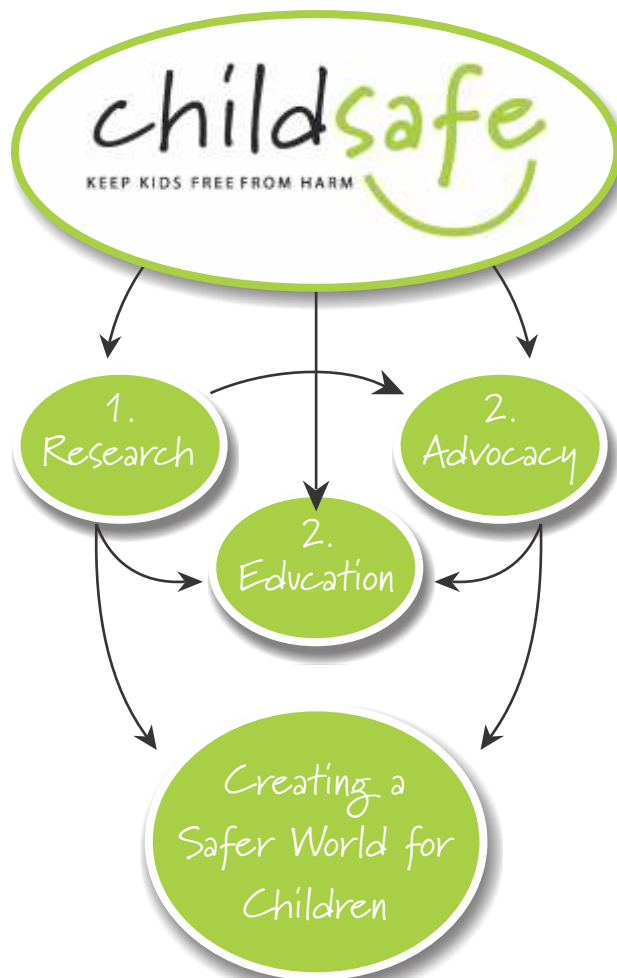 childsafe
KEEP KIDS FREE FROM HARM
1.
Research
2.
Advocacy
2.
Education
Creating a
Safer World for
Children